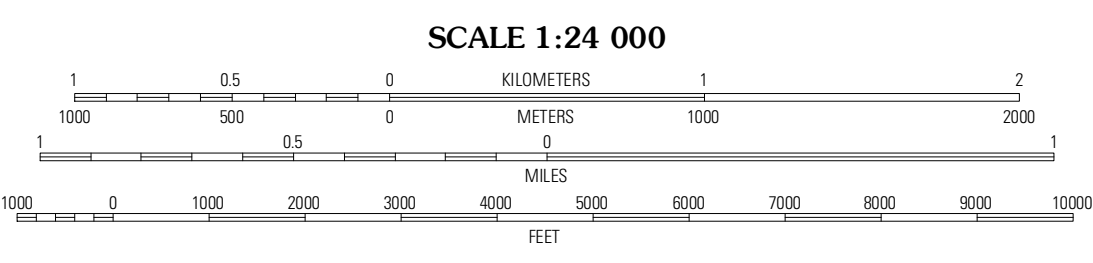 SCALE 1:24 000
1 0.5 0 KILOMETERS 1 2
1000 500 0 METERS 1000 2000
1 0.5 0 1
MILES
1000 0 1000 2000 3000 4000 5000 6000 7000 8000 9000 10000
FEET